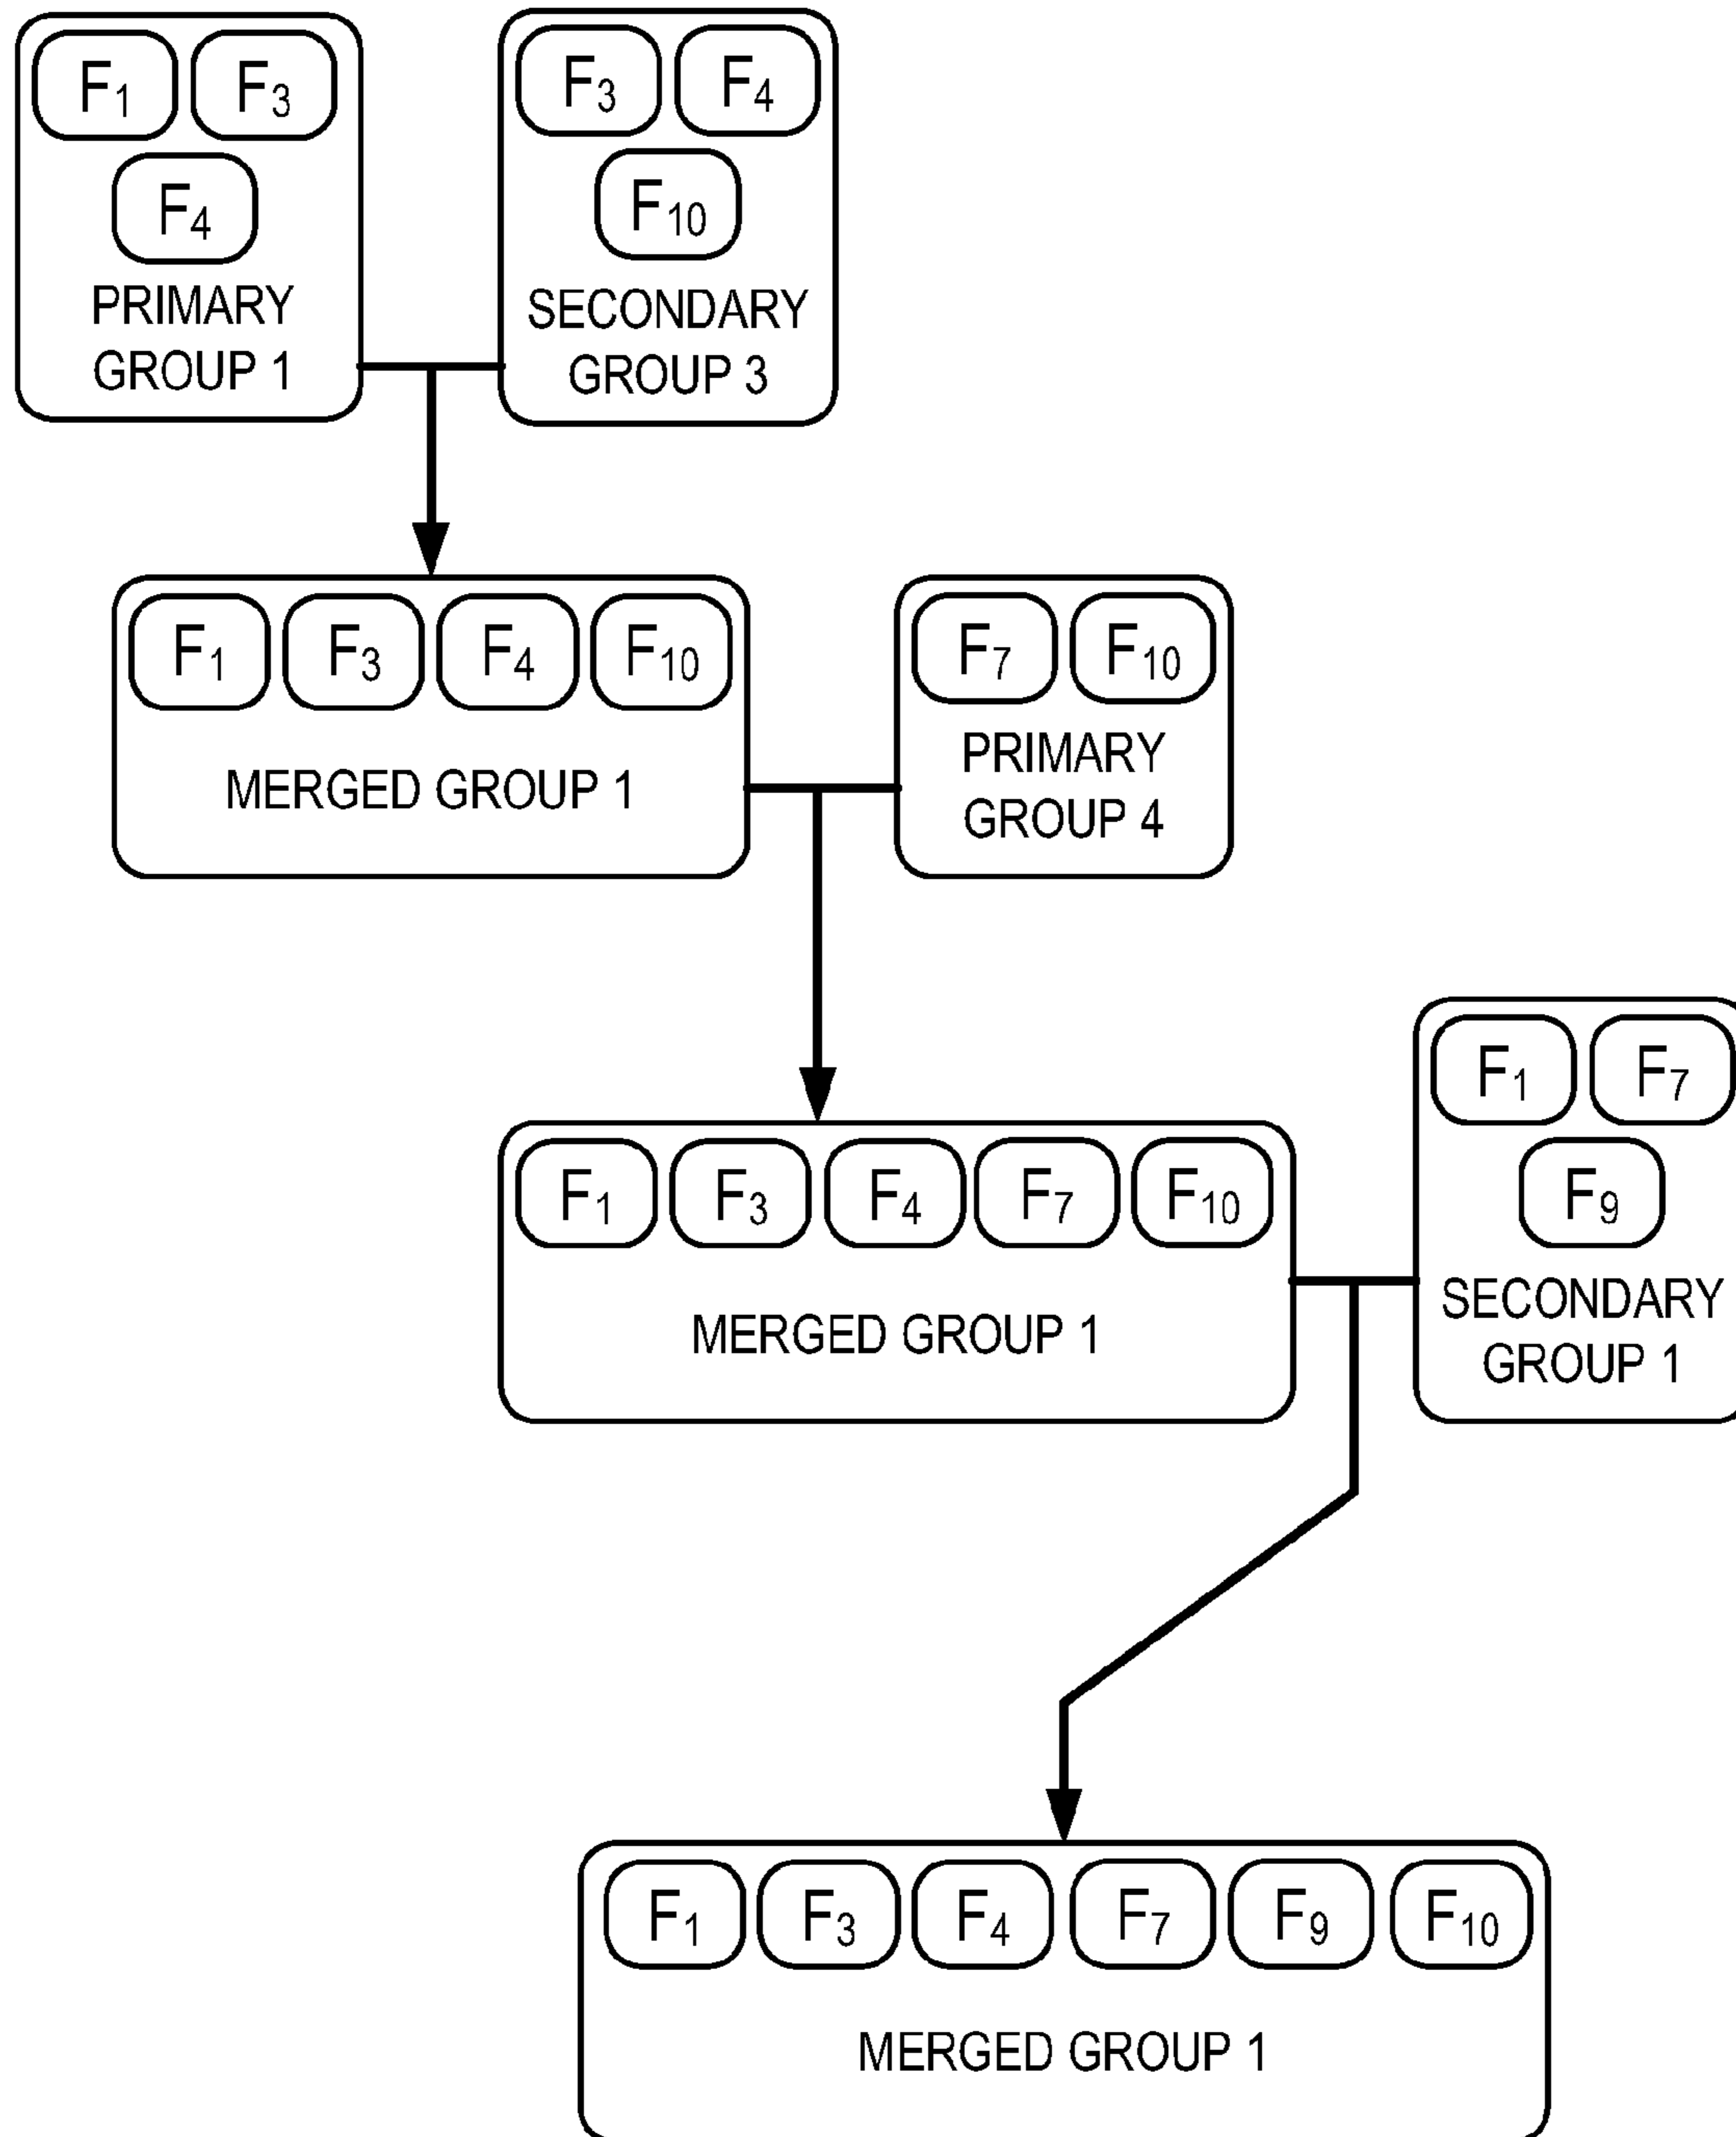 F1 F3
F4
PRIMARY
GROUP 1
F3 F4
F10
SECONDARY
GROUP 3
F1 F3 F4 F10
MERGED GROUP 1
F7 F10
PRIMARY
GROUP 4
F1 F3 F4 F7 F10
MERGED GROUP 1
F1 F7
F9
SECONDARY
GROUP 1
F1 F3 F4 F7 F9 F10
MERGED GROUP 1